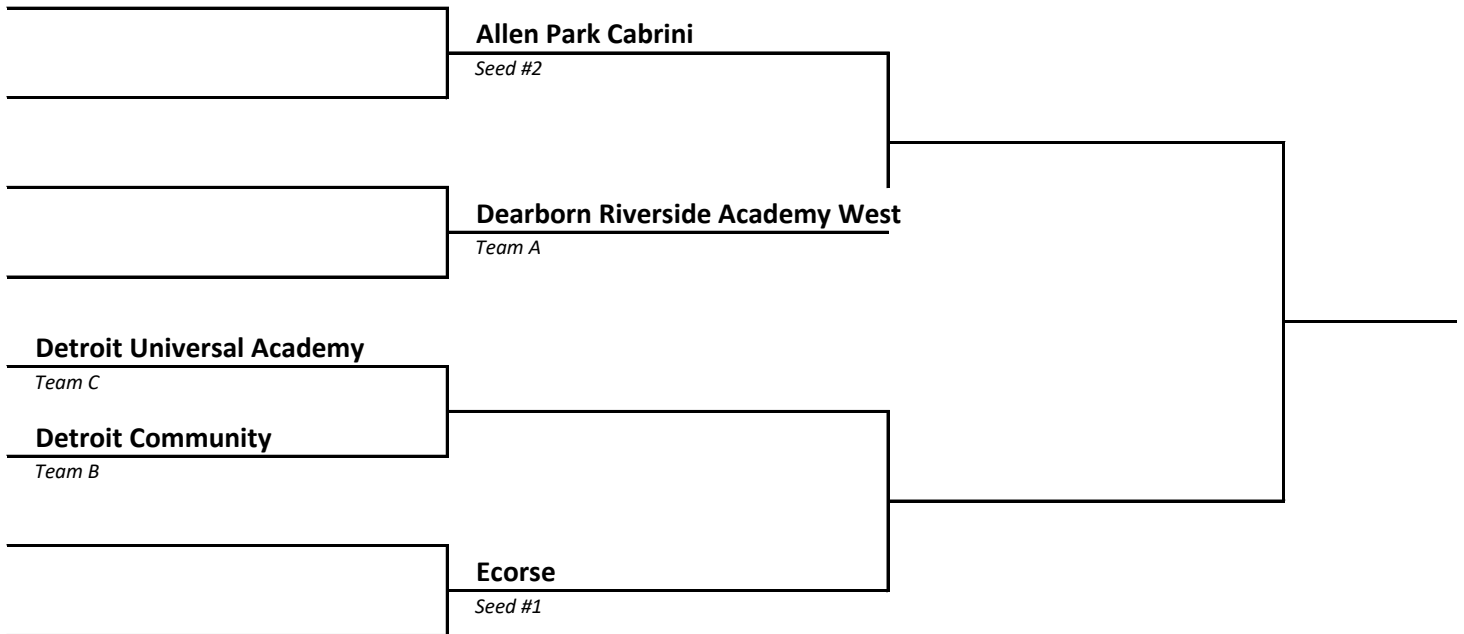 Allen Park Cabrini
Seed #2
Dearborn Riverside Academy West
Team A
Detroit Universal Academy
Team C
Detroit Community
Team B
Ecorse
Seed #1